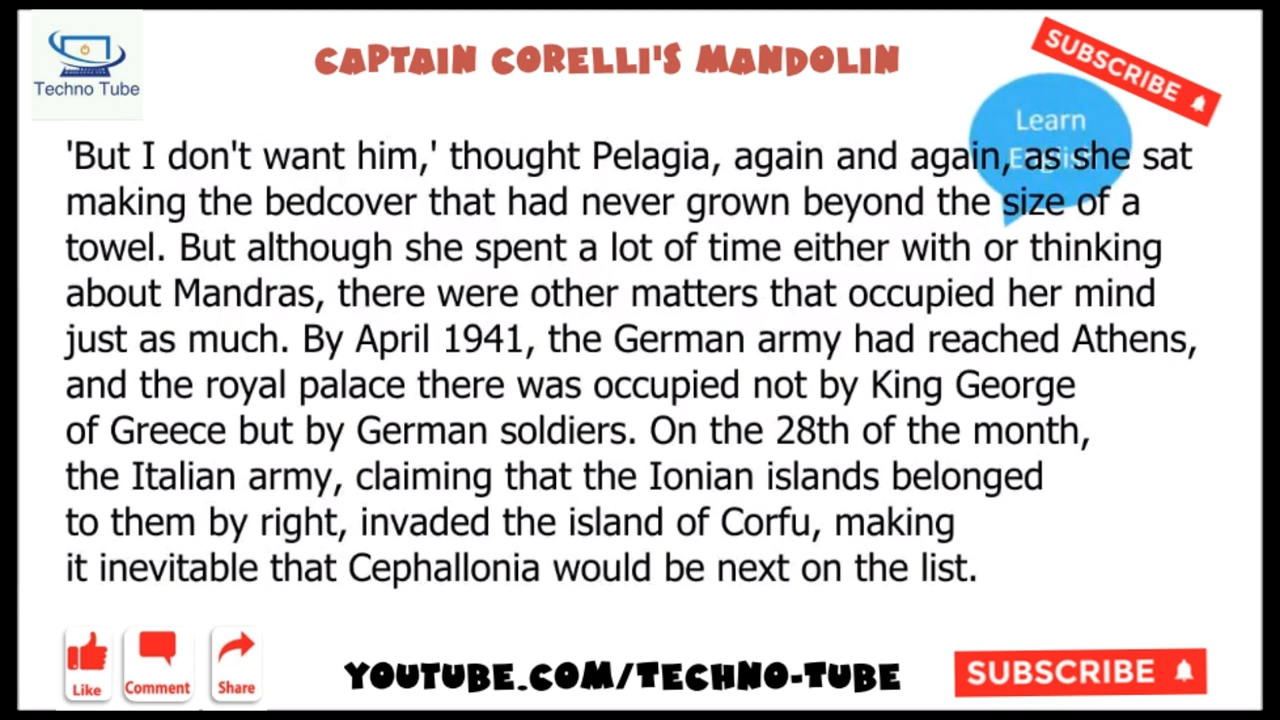 CAPTAIN CORELLI'S MANDOLIN
SUBSCRIBE
Techno Tube
Learn
English
'But I don't want him,' thought Pelagia, again and again, as she sat
making the bedcover that had never grown beyond the size of a
towel. But although she spent a lot of time either with or thinking
about Mandras, there were other matters that occupied her mind
just as much. By April 1941, the German army had reached Athens,
and the royal palace there was occupied not by King George
of Greece but by German soldiers. On the 28th of the month,
the Italian army, claiming that the Ionian islands belonged
to them by right, invaded the island of Corfu, making
it inevitable that Cephallonia would be next on the list.
Like
Comment
Share
YOUTUBE.COM/TECHNO-TUBE
SUBSCRIBE